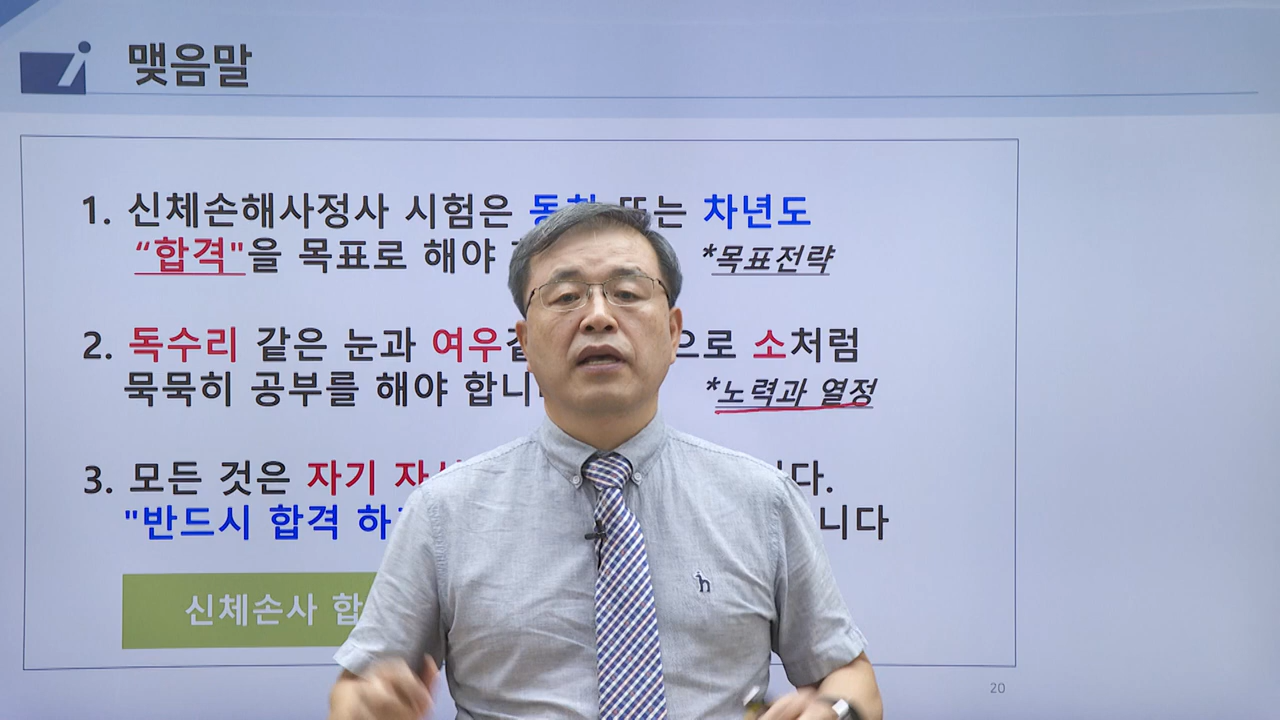 맺음말
1. 신체손해사정사 시험은 또는 차년도
“합격"을 목표로 해야 *목표전략
2. 독수리 같은 눈과 여우 으로 소처럼
묵묵히 공부를 해야 합니 *노력과 열정
3. 모든 것은 자기 다.
"반드시 합격 하 니다
신체손사 합
h
20